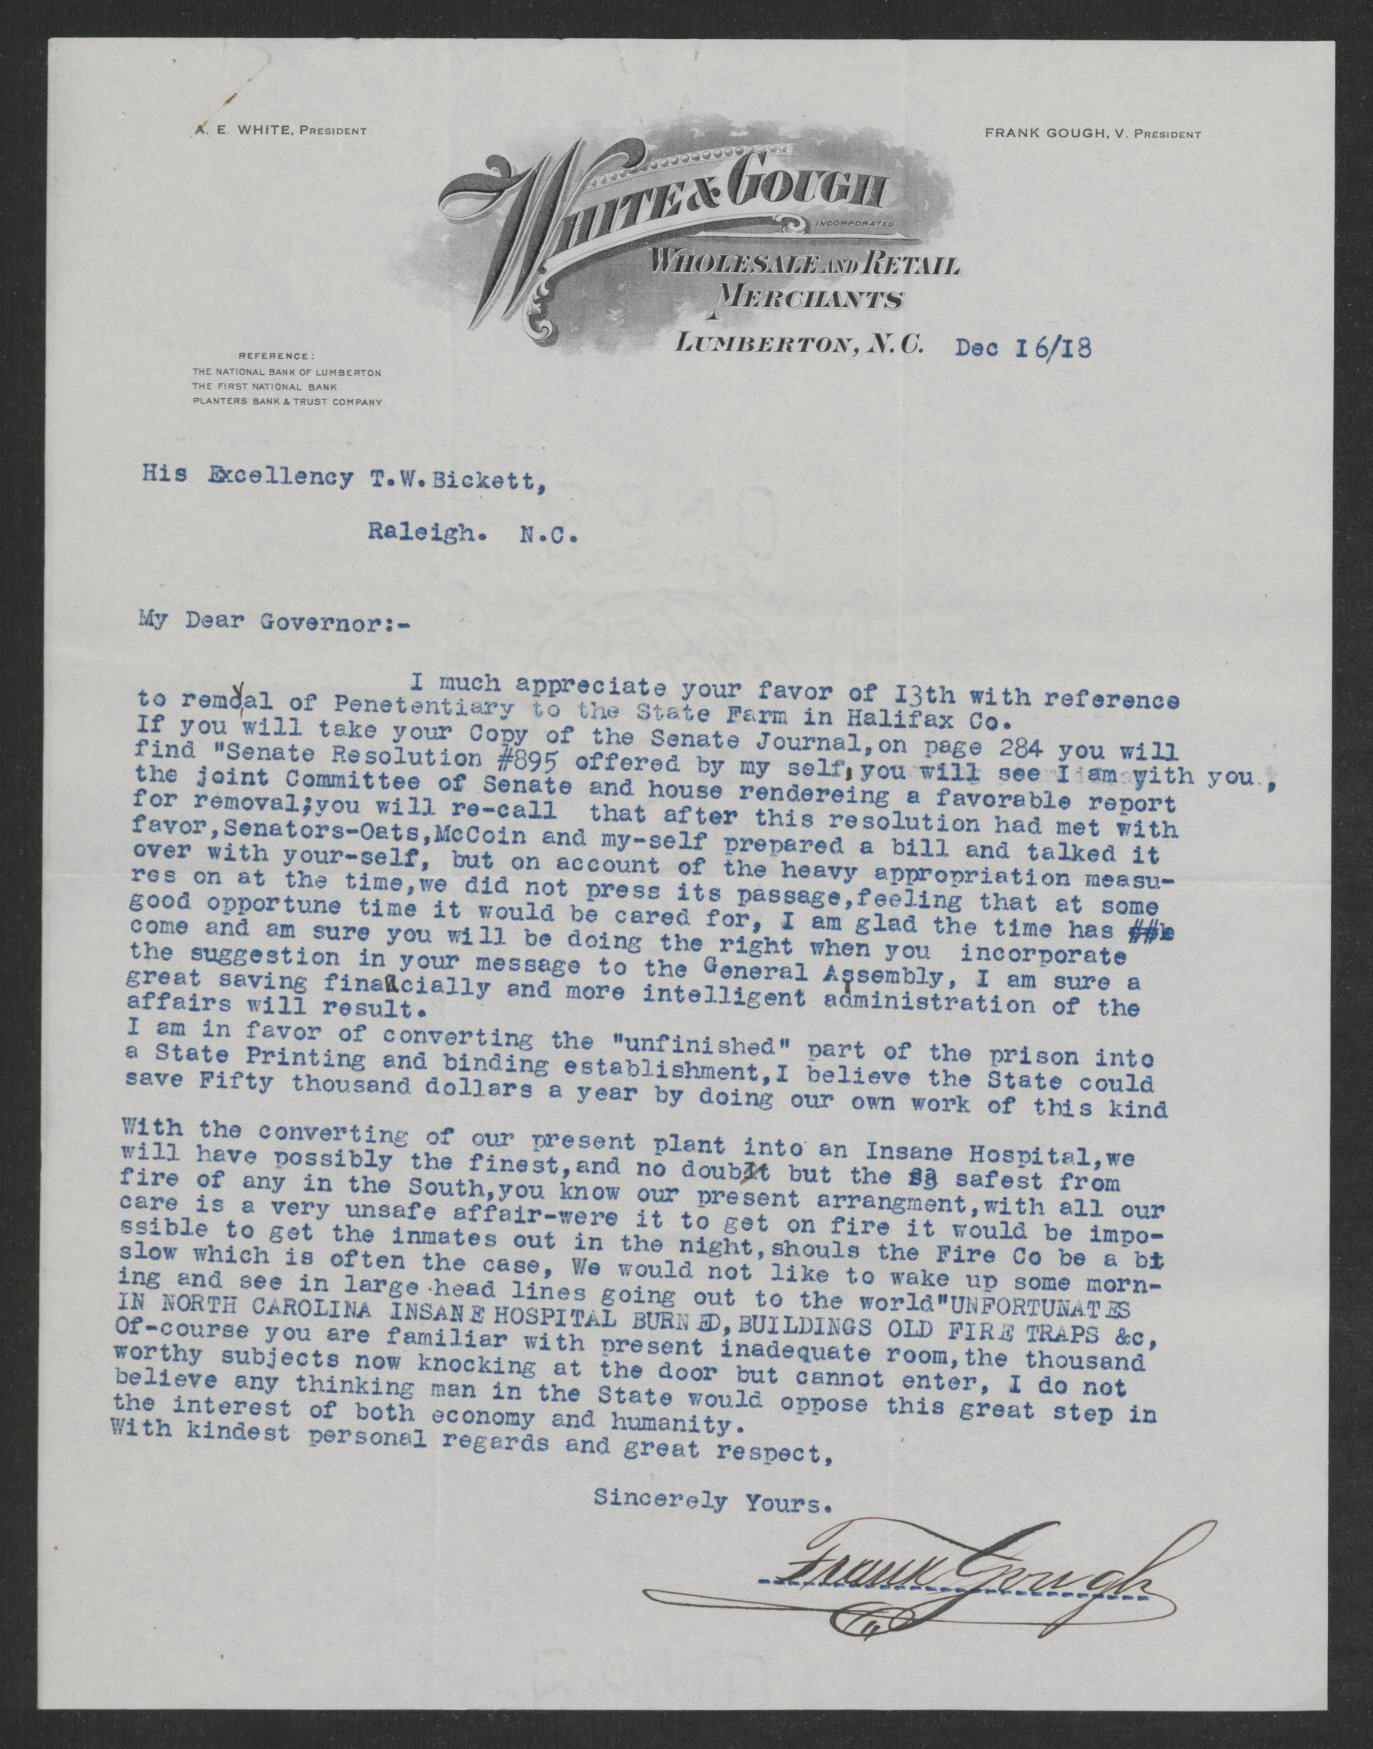 A. E. WHITE, PRESIDENT
FRANK GOUGH, V. PRESIDENT
WHITE & GOUGH
INCORPORATED
WHOLESALE AND RETAIL
MERCHANTS
LUMBERTON, N.C. Dec I6/I8
REFERENCE:
THE NATIONAL BANK OF LUMBERTON
THE FIRST NATIONAL BANK
PLANTERS BANK & TRUST COMPANY
His Excellency T.W.Bickett,
Raleigh. N.C.
My Dear Governor:-
I much appreciate your favor of I3th with reference
to removal of Penetentiary to the State Farm in Halifax Co.
If you will take your Copy of the Senate Journal,on page 284 you will
find "Senate Resolution #895 offered by my self,you will see I am with you.,
the joint Committee of Senate and house rendereing a favorable report
for removal;you will re-call that after this resolution had met with
favor,Senators-Oats,McCoin and my-self prepared a bill and talked it
over with your-self, but on account of the heavy appropriation measu-
res on at the time,we did not press its passage,feeling that at some
good opportune time it would be cared for, I am glad the time has
come and am sure you will be doing the right when you incorporate
the suggestion in your message to the General Assembly, I am sure a
great saving financially and more intelligent administration of the
affairs will result.
I am in favor of converting the "unfinished" part of the prison into
a State Printing and binding establishment,I believe the State could
save Fifty thousand dollars a year by doing our own work of this kind
With the converting of our present plant into an Insane Hospital,we
will have possibly the finest,and no doubt but the safest from
fire of any in the South,you know our present arrangment,with all our
care is a very unsafe affair-were it to get on fire it would be impo-
ssible to get the inmates out in the night,shouls the Fire Co be a bit
slow which is often the case, We would not like to wake up some morn-
ing and see in large head lines going out to the world"UNFORTUNATES
IN NORTH CAROLINA INSANE HOSPITAL BURNED,BUILDINGS OLD FIRE TRAPS &c,
Of-course you are familiar with present inadequate room,the thousand
worthy subjects now knocking at the door but cannot enter, I do not
believe any thinking man in the State would oppose this great step in
the interest of both economy and humanity.
With kindest personal regards and great respect,
Sincerely Yours.
Frank Gough